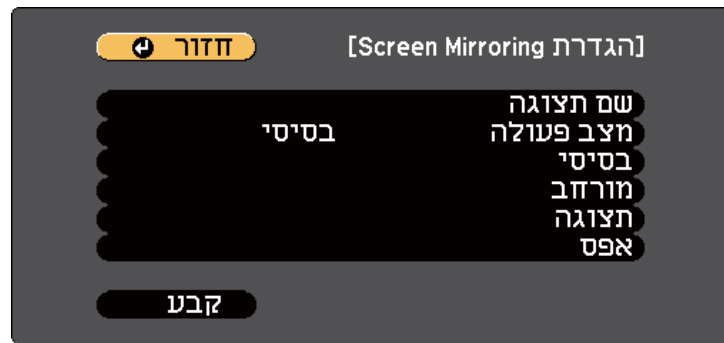 [הגדרת Screen Mirroring] חזור
שם תצוגה
מצב פעולה בסיסי
בסיסי
מורחב
תצוגה
אפס
קבע